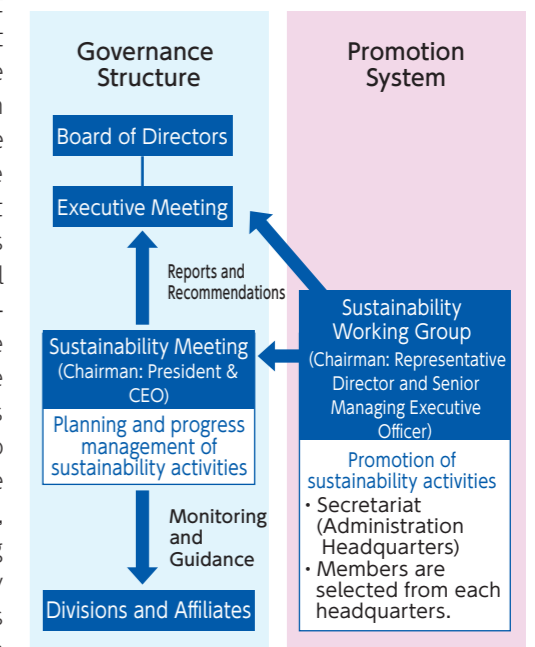 Governance
Structure
Board of Directors
Executive Meeting
Reports and
Recommendations
Sustainability Meeting
(Chairman: President &
CEO)
Planning and progress
management of
sustainability activities
Monitoring
and
Guidance
Divisions and Affiliates
Promotion
System
Sustainability
Working Group
(Chairman: Representative
Director and Senior
Managing Executive
Officer)
Promotion of
sustainability activities
・Secretariat
(Administration
Headquarters)
・Members are
selected from each
headquarters.